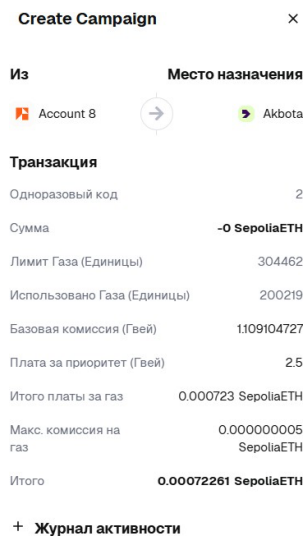 Create Campaign ×
Из Место назначения
Account 8 → Akbota
Транзакция
Одноразовый код 2
Сумма -0 SepoliaETH
Лимит Газа (Единицы) 304462
Использовано Газа (Единицы) 200219
Базовая комиссия (Гвей) 1.109104727
Плата за приоритет (Гвей) 2.5
Итого платы за газ 0.000723 SepoliaETH
Макс. комиссия на 0.000000005
газ SepoliaETH
Итого 0.00072261 SepoliaETH
+ Журнал активности